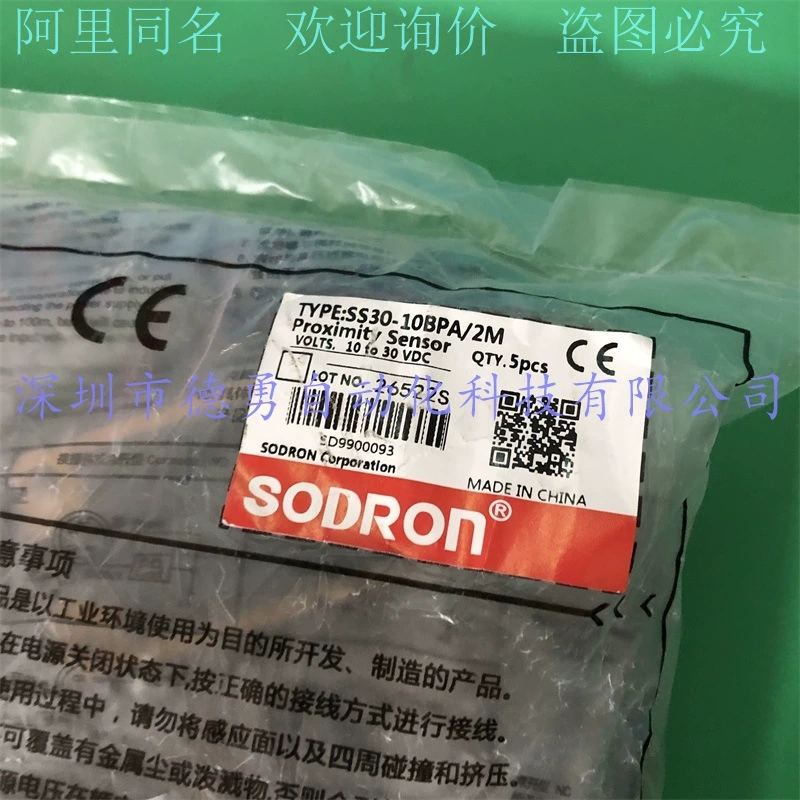 阿里同名 欢迎询价 盗图必究
CE
TYPE:SS30-10BPA/2M
Proximity Sensor
VOLTS. 10 to 30 VDC
QTY. 5pcs
CE
LOT NO.
深圳市德勇自动化科技有限公司
SD9900093
SODRON Corporation
MADE IN CHINA
SODRON®
意事项
品是以工业环境使用为目的所开发、制造的产品。
在电源关闭状态下,按正确的接线方式进行接线。
使用过程中，请勿将感应面以及四周碰撞和挤压。
可覆盖有金属尘或泼溅物,否则会
源电压在